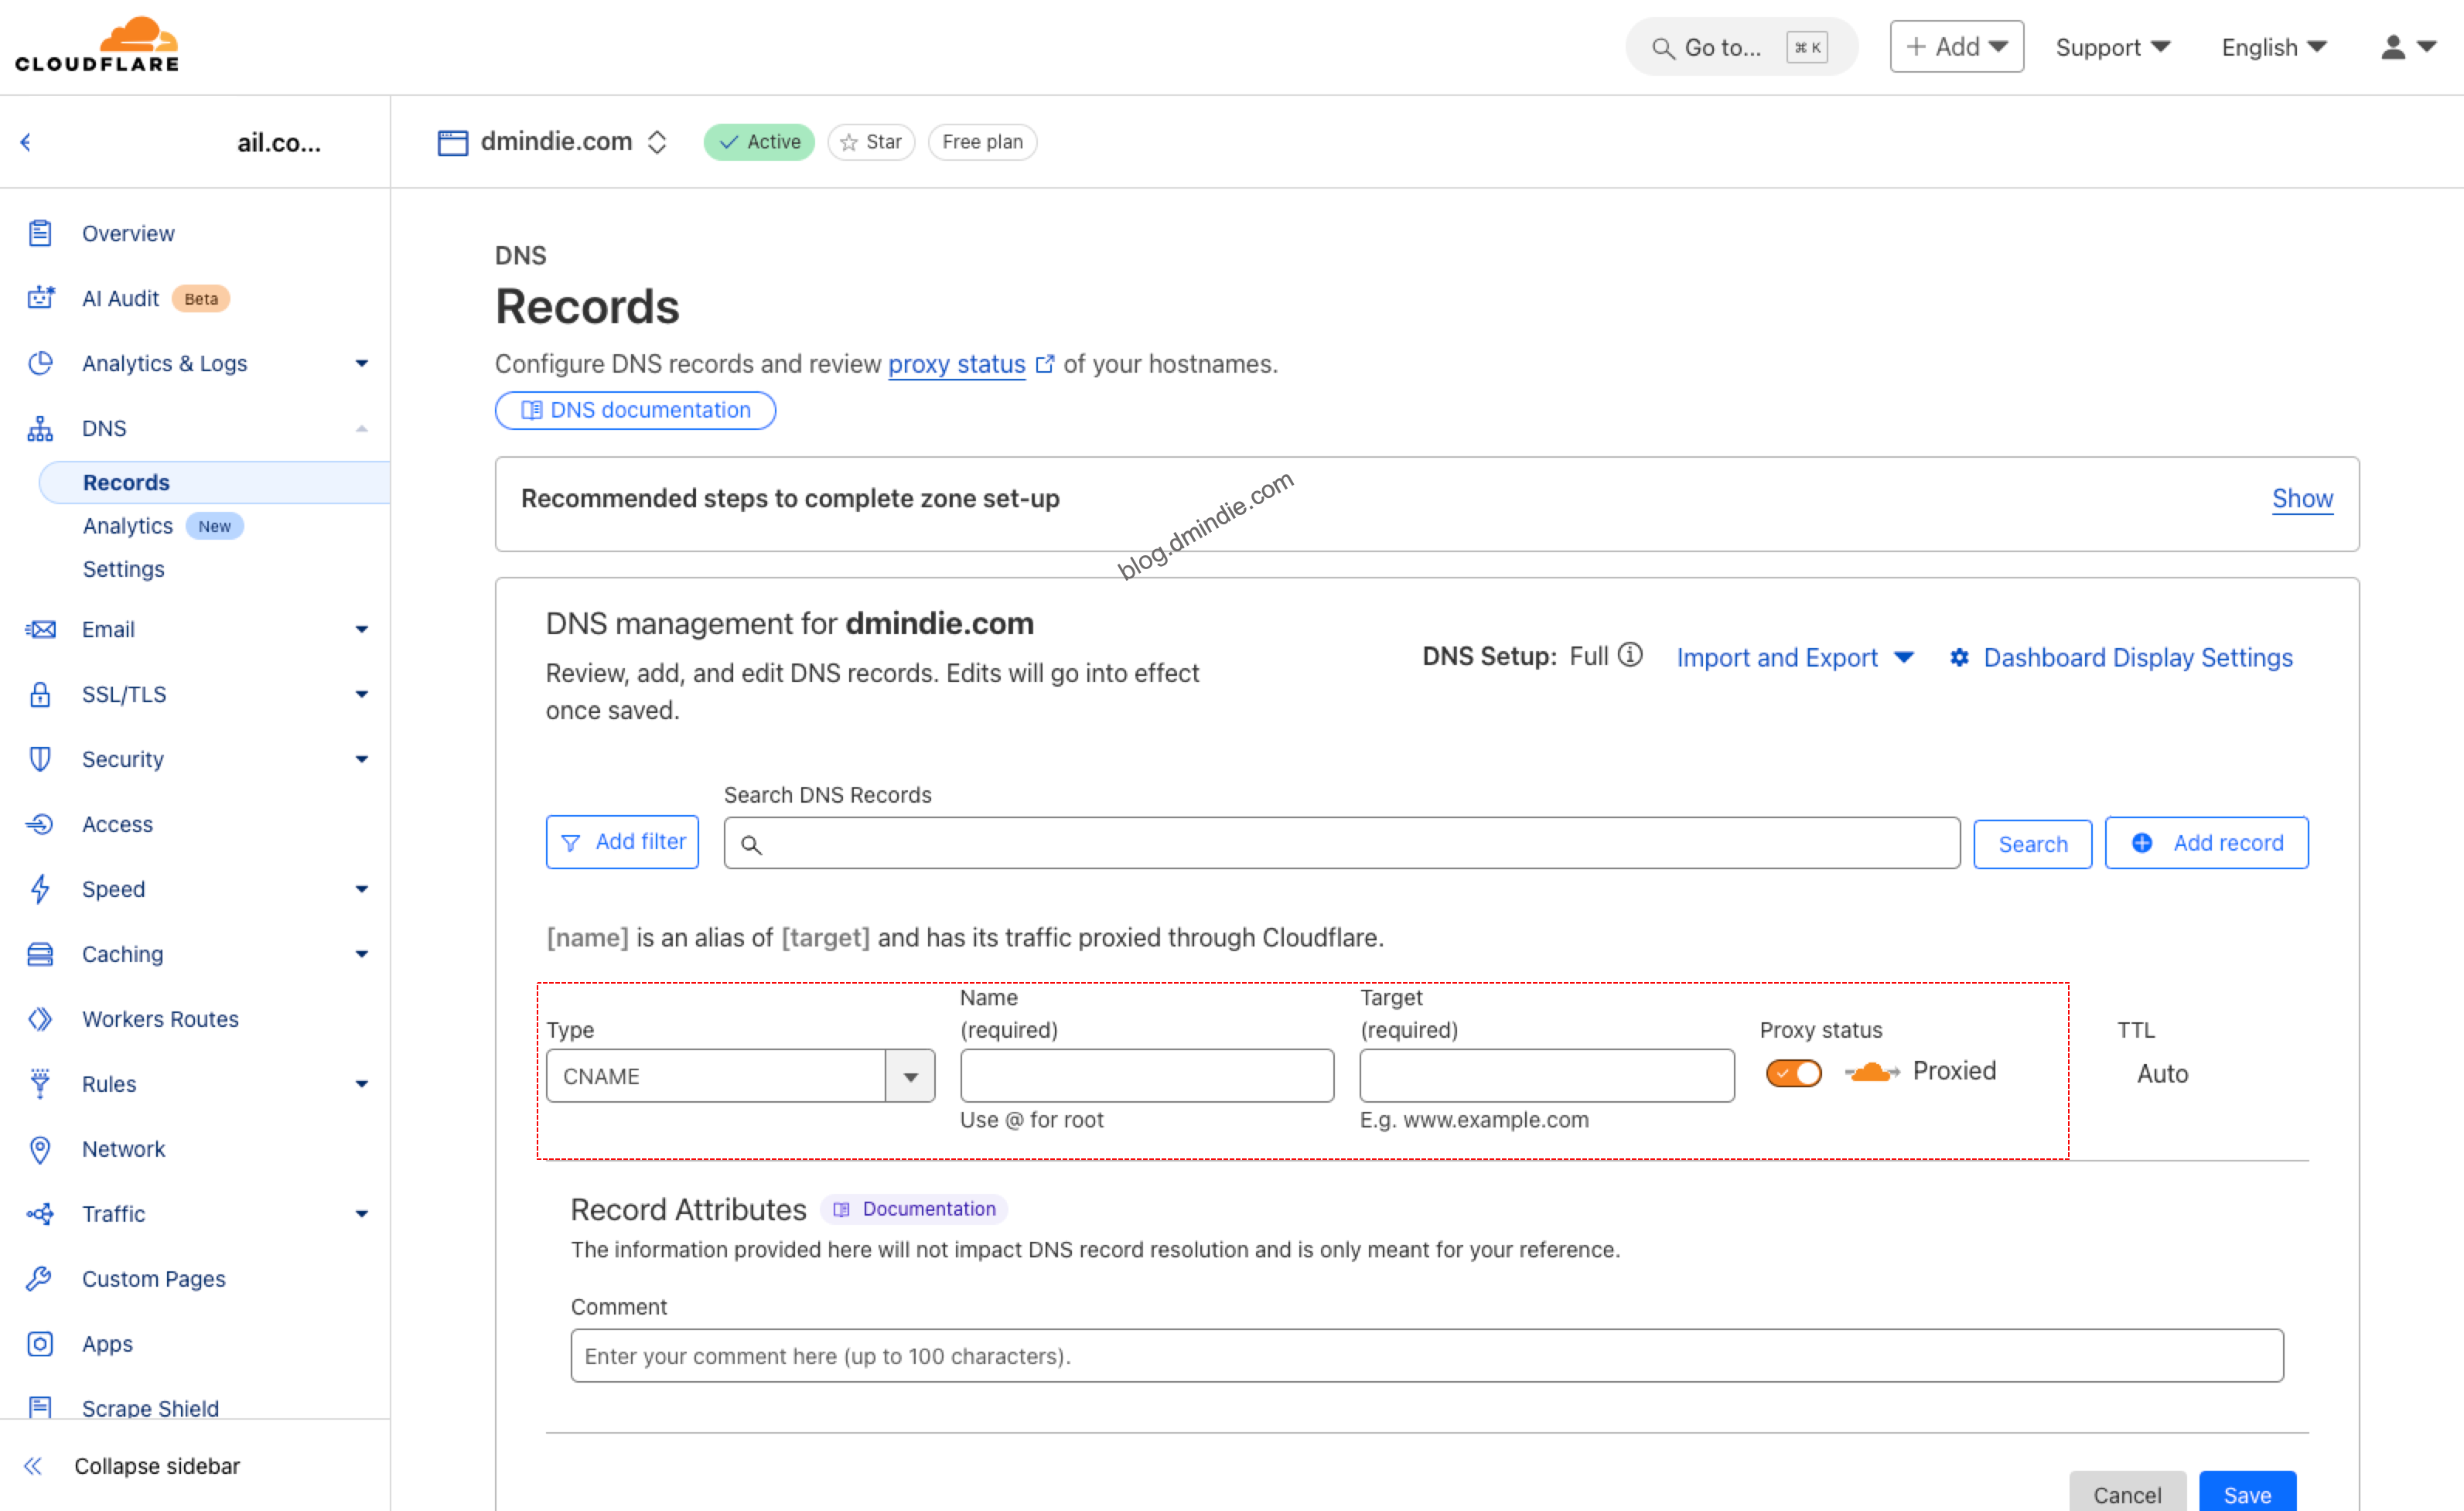 CLOUDFLARE
Go to...
⌘ K
+ Add
Support
English
ail.co...
dmindie.com
Active
Star
Free plan
Overview
AI Audit Beta
Analytics & Logs
DNS
Records
Analytics New
Settings
Email
SSL/TLS
Security
Access
Speed
Caching
Workers Routes
Rules
Network
Traffic
Custom Pages
Apps
Scrape Shield
Collapse sidebar
DNS
Records
Configure DNS records and review proxy status of your hostnames.
DNS documentation
Recommended steps to complete zone set-up
Show
blog.dmindie.com
DNS management for dmindie.com
Review, add, and edit DNS records. Edits will go into effect
once saved.
DNS Setup: Full
Import and Export
Dashboard Display Settings
Search DNS Records
Add filter
Search
Add record
[name] is an alias of [target] and has its traffic proxied through Cloudflare.
Type
Name
(required)
Target
(required)
Proxy status
TTL
CNAME
Proxied
Auto
Use @ for root
E.g. www.example.com
Record Attributes
Documentation
The information provided here will not impact DNS record resolution and is only meant for your reference.
Comment
Enter your comment here (up to 100 characters).
Cancel
Save